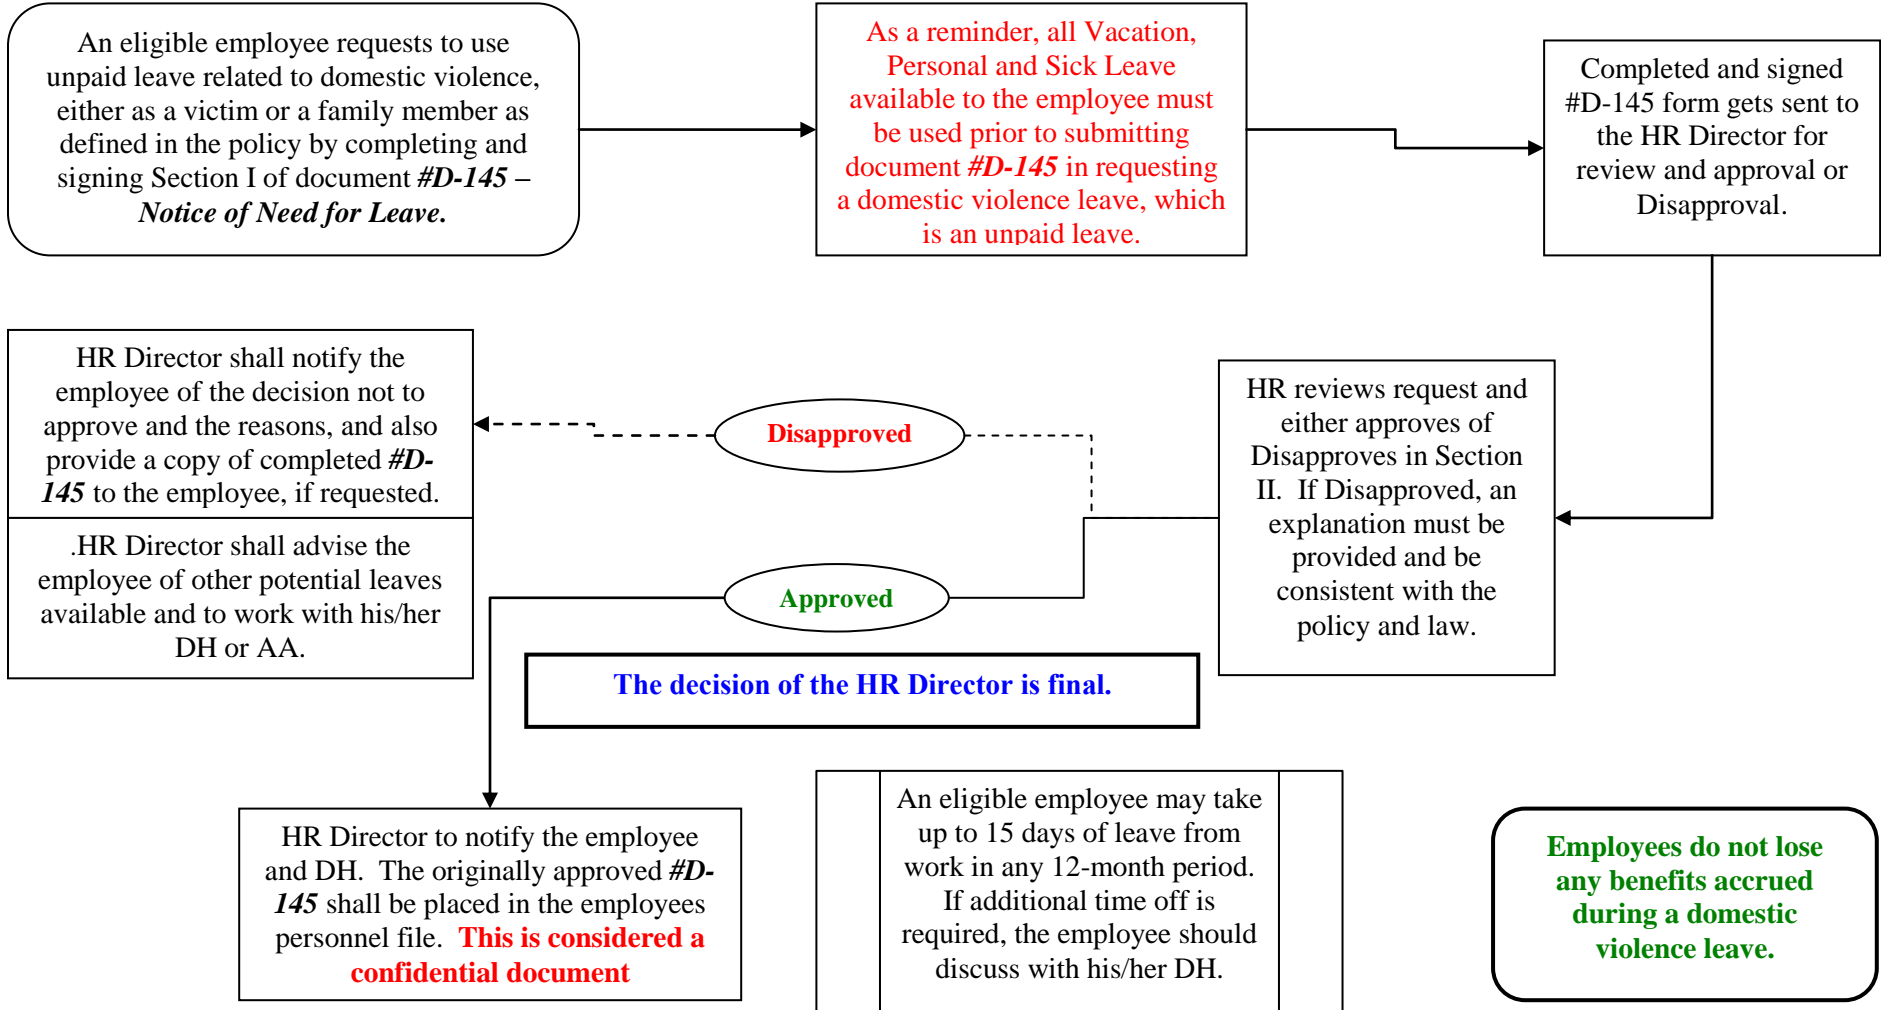 An eligible employee requests to use
unpaid leave related to domestic violence,
either as a victim or a family member as
defined in the policy by completing and
signing Section I of document #D-145 –
Notice of Need for Leave.
As a reminder, all Vacation,
Personal and Sick Leave
available to the employee must
be used prior to submitting
document #D-145 in requesting
a domestic violence leave, which
is an unpaid leave.
Completed and signed
#D-145 form gets sent to
the HR Director for
review and approval or
Disapproval.
HR Director shall notify the
employee of the decision not to
approve and the reasons, and also
provide a copy of completed #D-
145 to the employee, if requested.
.HR Director shall advise the
employee of other potential leaves
available and to work with his/her
DH or AA.
Disapproved
Approved
HR reviews request and
either approves of
Disapproves in Section
II.  If Disapproved, an
explanation must be
provided and be
consistent with the
policy and law.
The decision of the HR Director is final.
HR Director to notify the employee
and DH.  The originally approved #D-
145 shall be placed in the employees
personnel file.  This is considered a
confidential document
An eligible employee may take
up to 15 days of leave from
work in any 12-month period.
If additional time off is
required, the employee should
discuss with his/her DH.
Employees do not lose
any benefits accrued
during a domestic
violence leave.